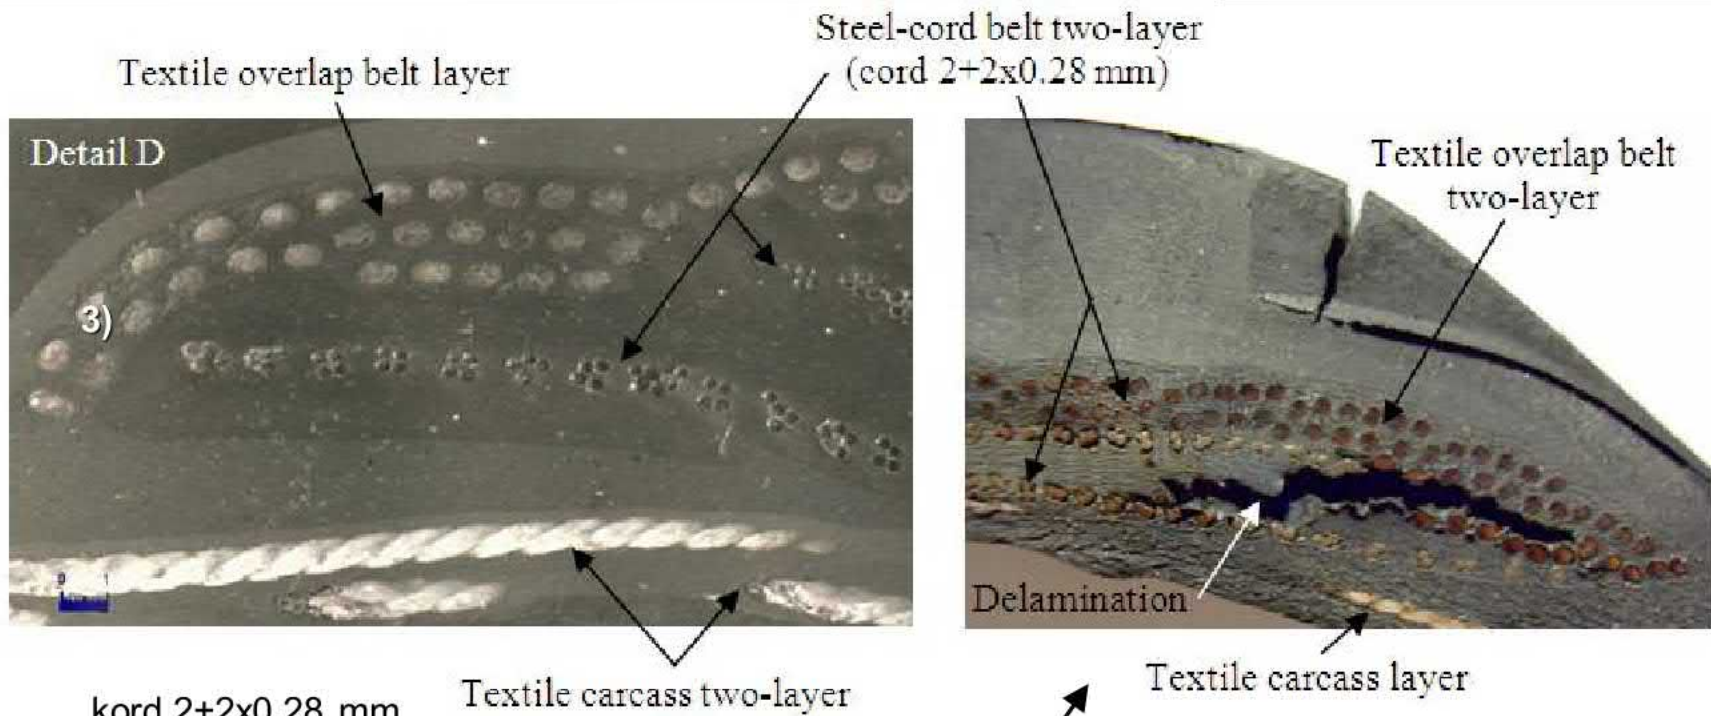 Steel-cord belt two-layer
(cord 2+2x0.28 mm)
Textile overlap belt layer
Detail D
Textile overlap belt
two-layer
3)
Delamination
Textile carcass two-layer
Textile carcass layer
kord 2+2x0.28 mm